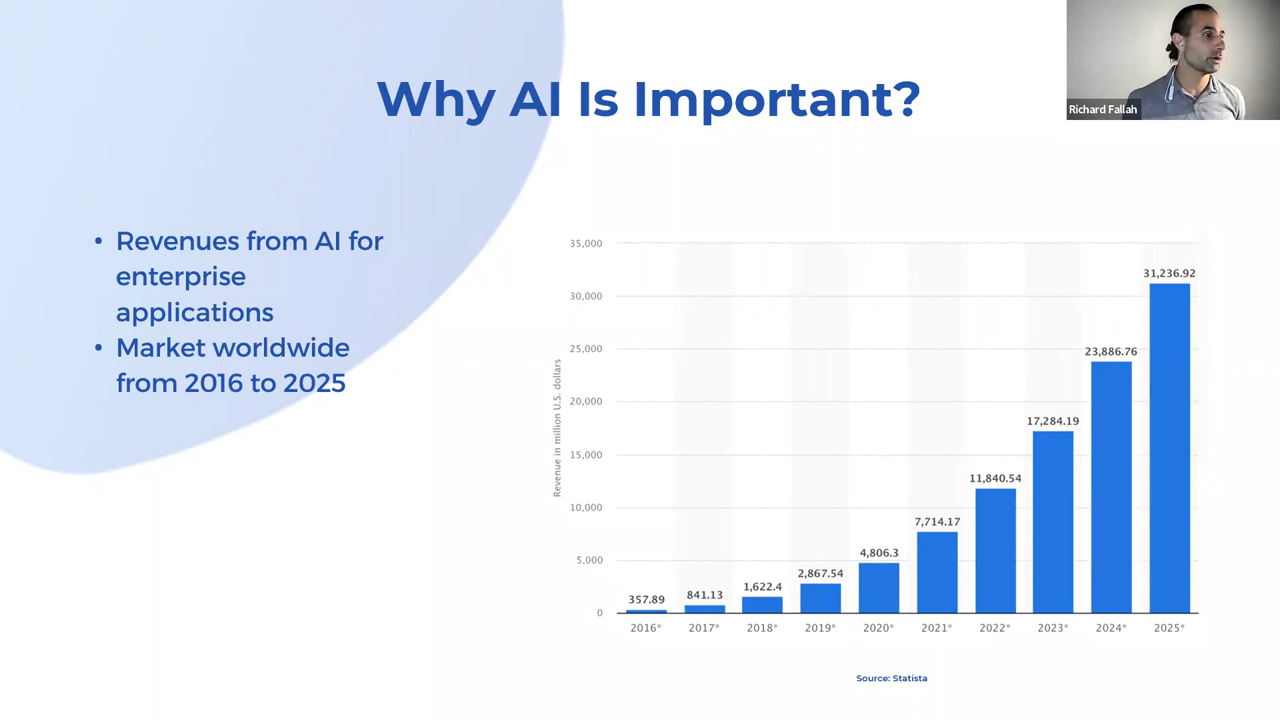 Why AI Is Important?
Richard Fallah
• Revenues from AI for
enterprise
applications
• Market worldwide
from 2016 to 2025
Revenue in million U.S. dollars
35,000
30,000
25,000
20,000
15,000
10,000
5,000
0
357.89
841.13
1,622.4
2,867.54
4,806.3
7,714.17
11,840.54
17,284.19
23,886.76
31,236.92
2016* 2017* 2018* 2019* 2020* 2021* 2022* 2023* 2024* 2025*
Source: Statista